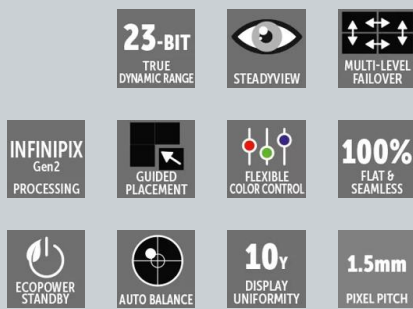 23-BIT
TRUE
DYNAMIC RANGE
STEADYVIEW
MULTI-LEVEL
FAILOVER
INFINIPIX
Gen2
PROCESSING
GUIDED
PLACEMENT
FLEXIBLE
COLOR CONTROL
100%
FLAT &
SEAMLESS
ECOPOWER
STANDBY
AUTO BALANCE
10Y
DISPLAY
UNIFORMITY
1.5mm
PIXEL PITCH